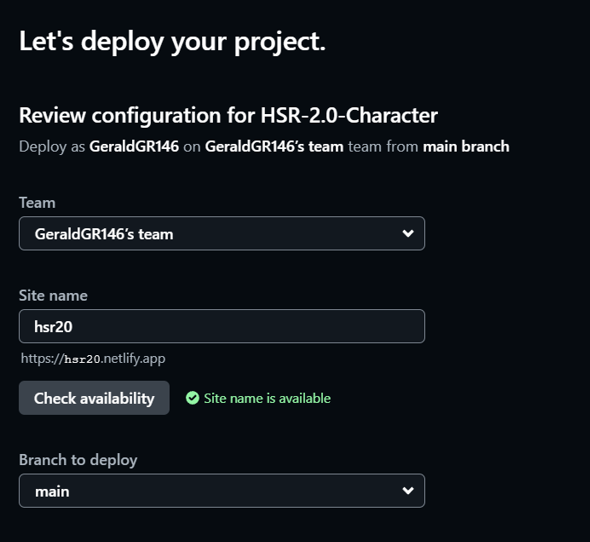 Let's deploy your project.
Review configuration for HSR-2.0-Character
Deploy as GeraldGR146 on GeraldGR146’s team team from main branch
Team
GeraldGR146’s team
Site name
hsr20
https://hsr20.netlify.app
Check availability
Site name is available
Branch to deploy
main